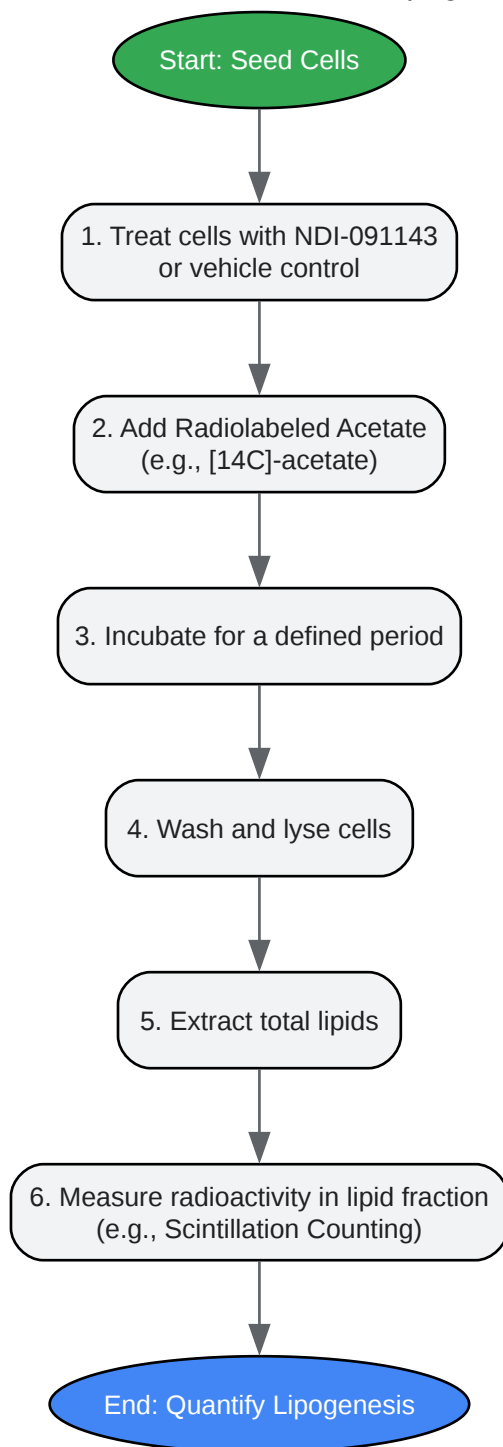 Start: Seed Cells
1. Treat cells with NDI-091143
or vehicle control
2. Add Radiolabeled Acetate
(e.g., [14C]-acetate)
3. Incubate for a defined period
4. Wash and lyse cells
5. Extract total lipids
6. Measure radioactivity in lipid fraction
(e.g., Scintillation Counting)
End: Quantify Lipogenesis